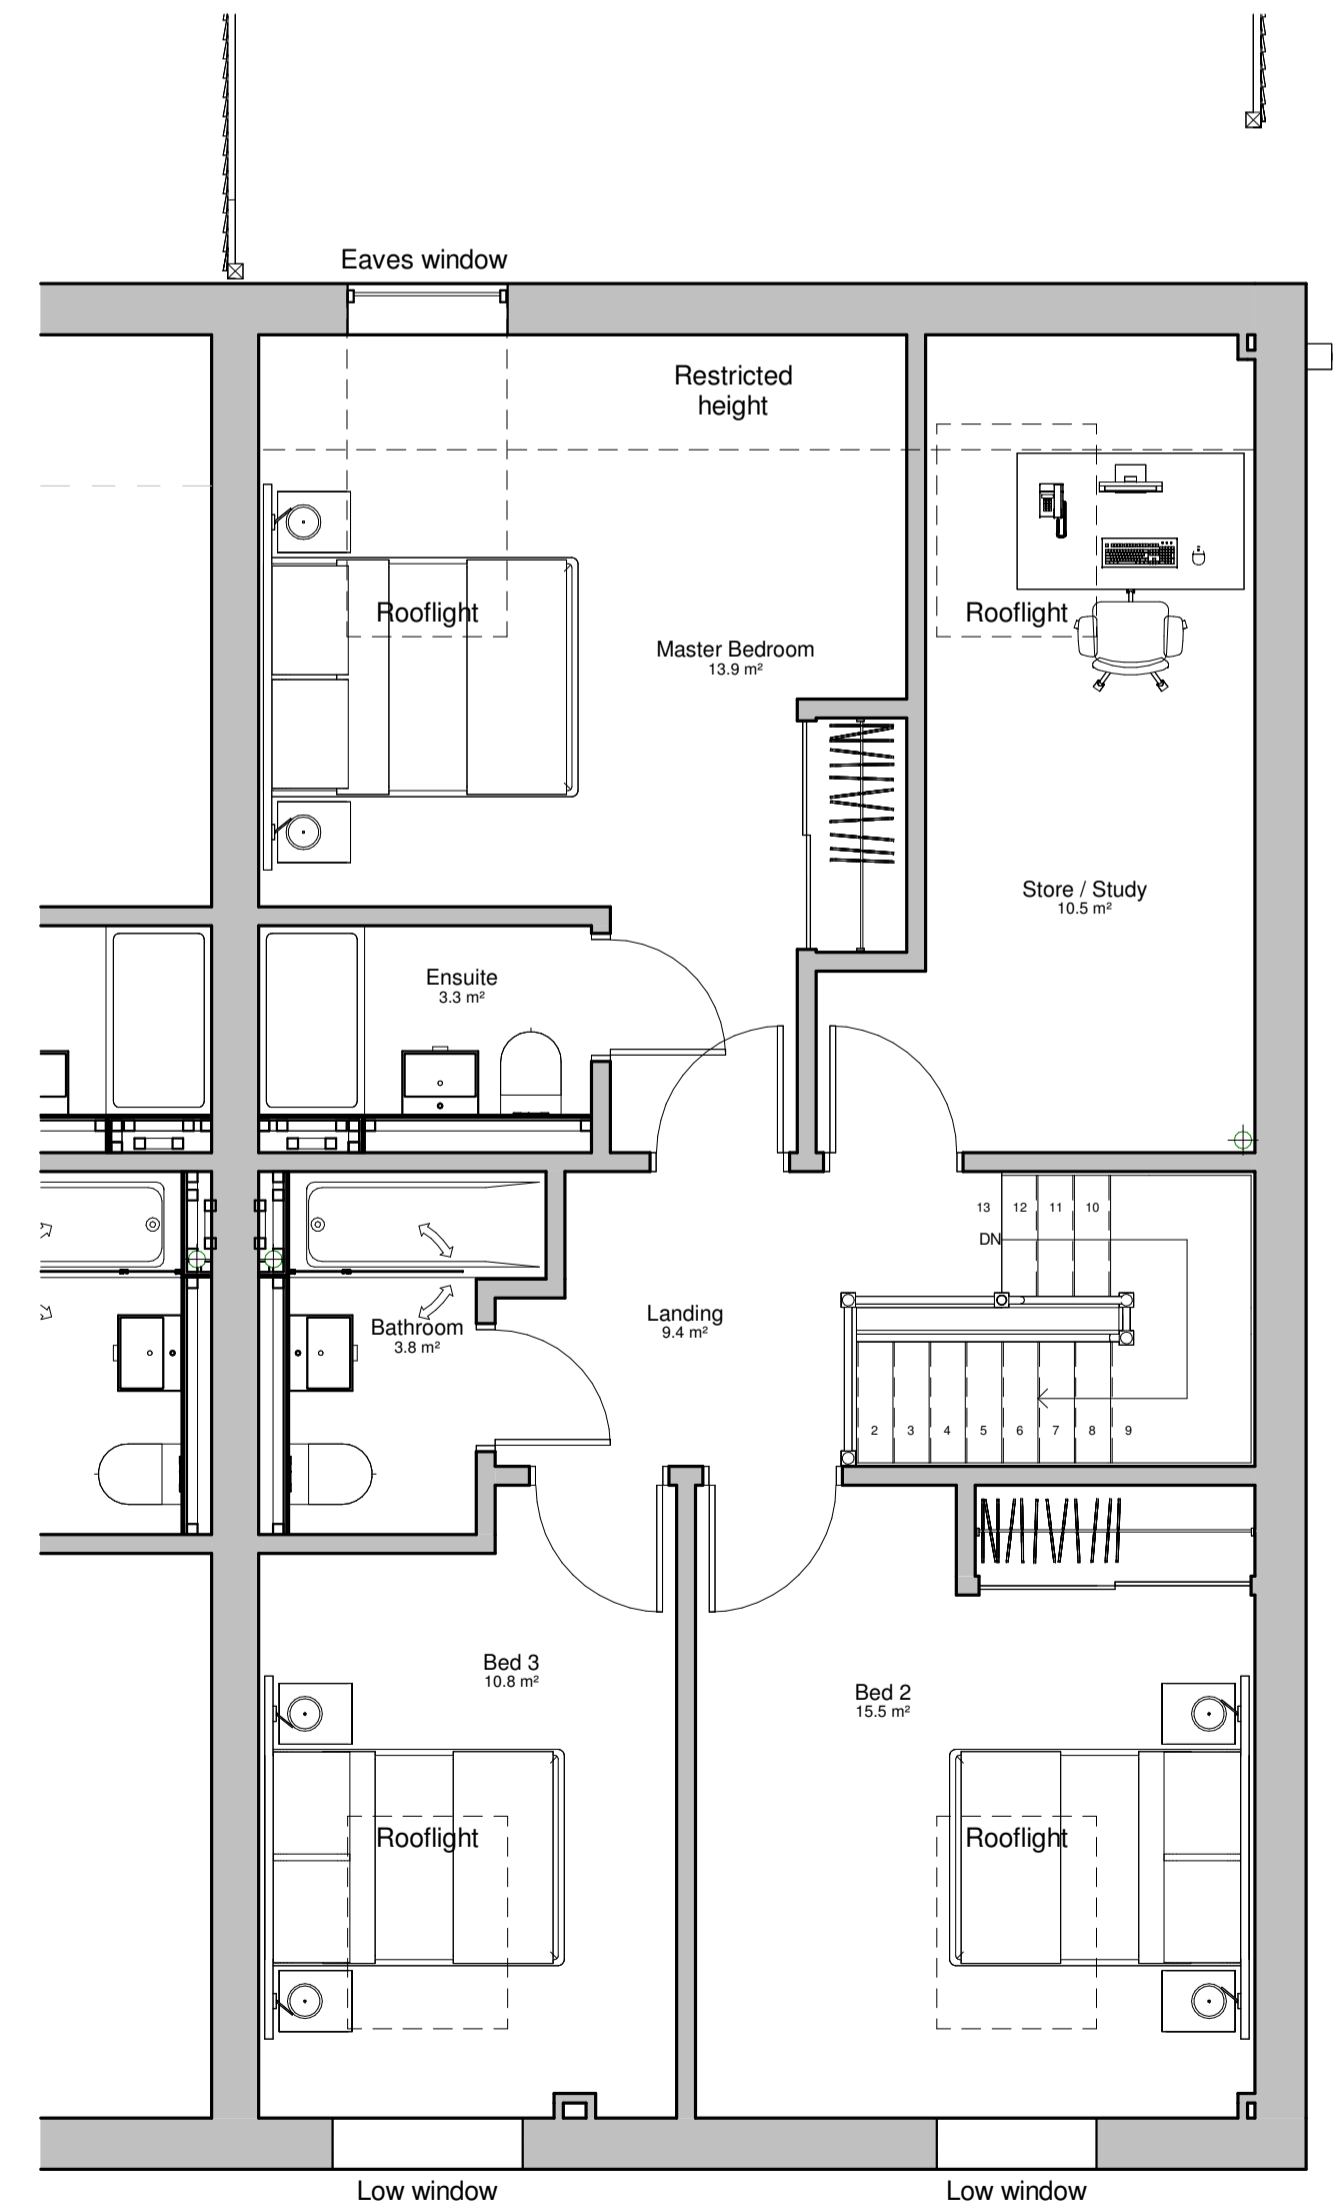 Eaves window
Restricted
height
Rooflight
Rooflight
Master Bedroom
13.9 m²
Store / Study
10.5 m²
Ensuite
3.3 m²
13 12 11 10
DN
Landing
9.4 m²
Bathroom
3.8 m²
2 3 4 5 6 7 8 9
Bed 3
10.8 m²
Bed 2
15.5 m²
Rooflight
Rooflight
Low window
Low window